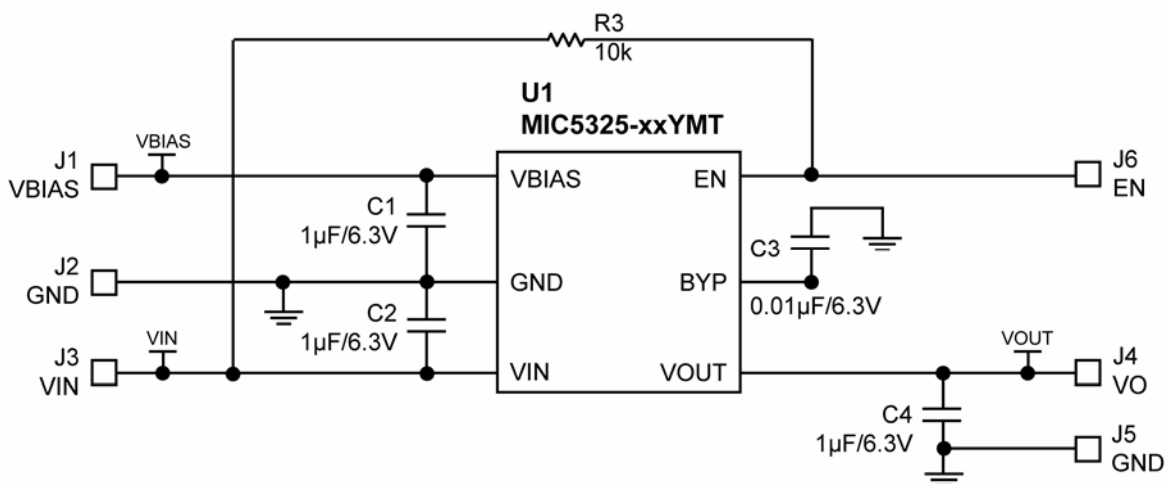 R3
10k
U1
MIC5325-xxYMT
VBIAS
J1
VBIAS
VBIAS
EN
J6
EN
C1
1µF/6.3V
C3
J2
GND
GND
BYP
0.01µF/6.3V
C2
1µF/6.3V
VIN
VOUT
J3
VIN
VIN
VOUT
J4
VO
C4
1µF/6.3V
J5
GND